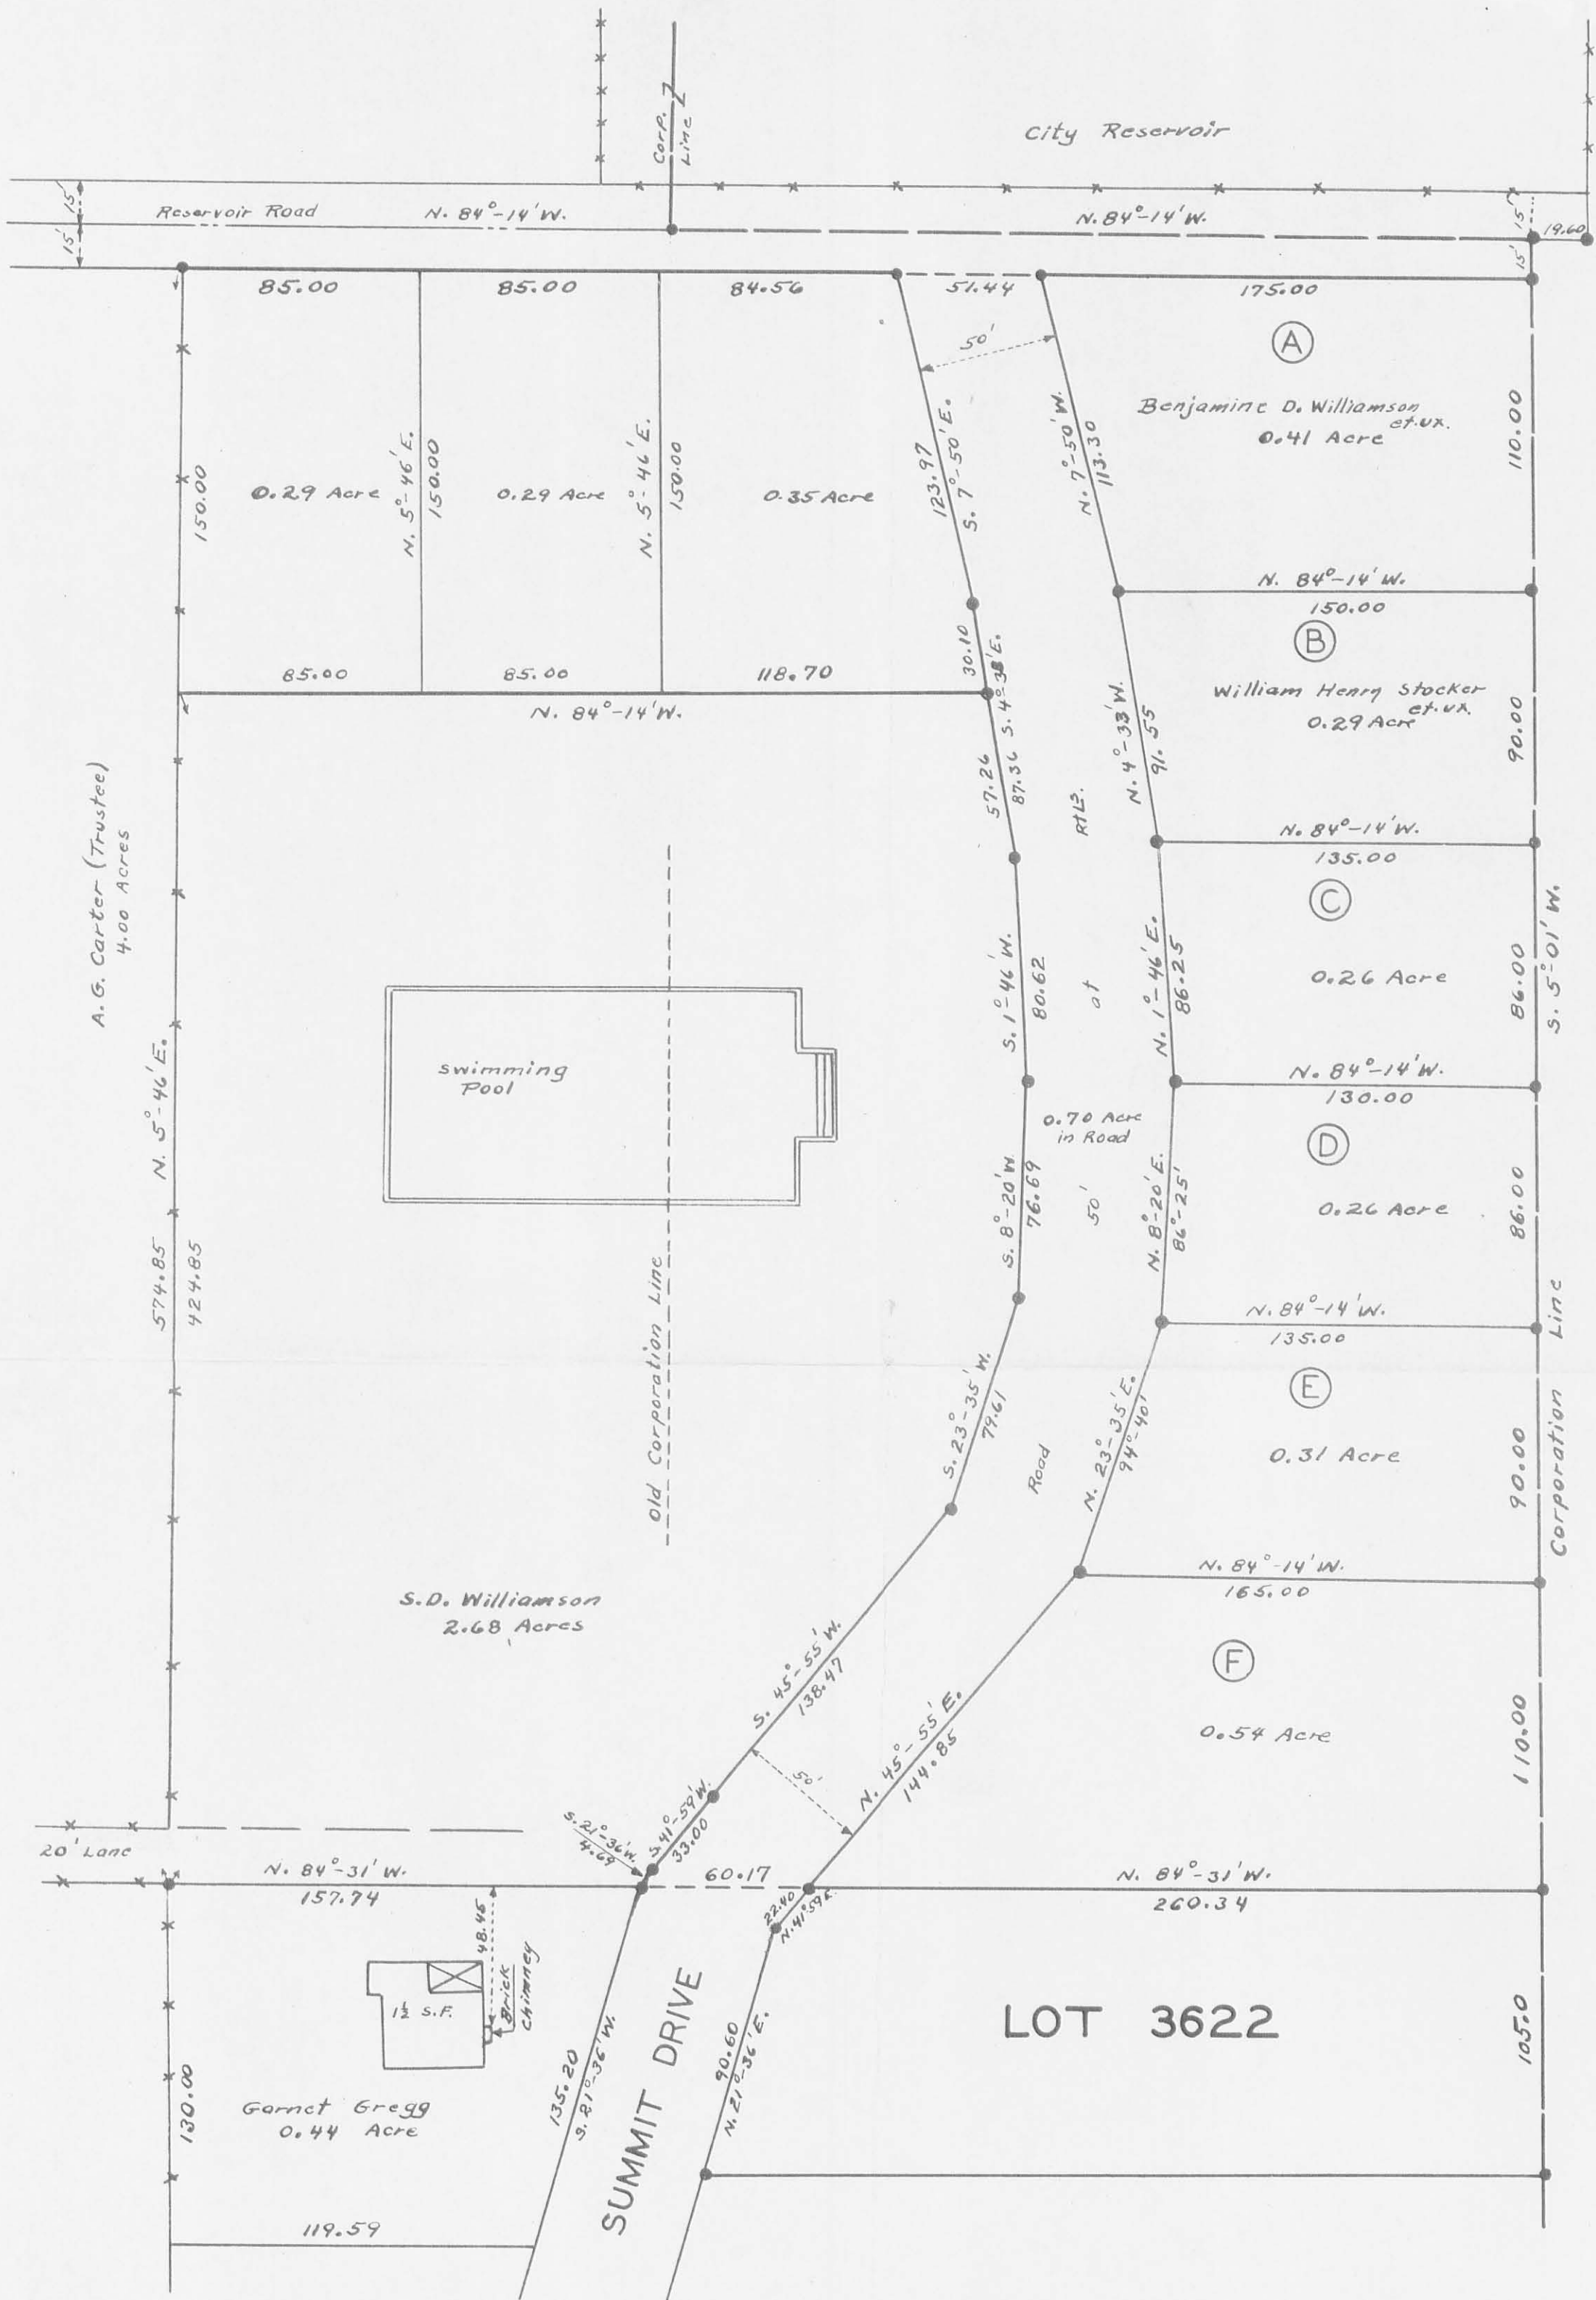 Corp.
Line
City Reservoir
15'
15'
Reservoir Road
N. 84°-14' W.
N. 84°-14' W.
15'
15'
19.60
85.00
85.00
84.56
51.44
175.00
50'
A
Benjamine D. Williamson
et.ux.
0.41 Acre
110.00
150.00
0.29 Acre
N. 5°-46' E.
150.00
0.29 Acre
N. 5°-46' E.
150.00
0.35 Acre
123.97
S. 7°-50' E.
N. 7°-50' W.
113.30
N. 84°-14' W.
150.00
85.00
85.00
118.70
N. 84°-14' W.
30.10
57.26
87.36
B
William Henry Stocker
et.ux.
0.29 Acre
90.00
N. 4°-33' W.
91.55
N. 84°-14' W.
135.00
A.G. Carter (Trustee)
4.00 Acres
C
0.26 Acre
86.00
S. 5°-01' W.
S. 1°-46' W.
80.62
at
N. 1°-46' E.
86.25
N. 84°-14' W.
130.00
N. 5°-46' E.
574.85
424.85
Swimming
Pool
Old Corporation Line
0.70 Acre
in Road
D
0.26 Acre
86.00
S. 8°-20' W.
76.69
50'
N. 8°-20' E.
86°-25'
N. 84°-14' W.
135.00
E
0.31 Acre
90.00
Corporation Line
S. 23°-35' W.
79.61
Road
N. 23°-35' E.
94°-40'
N. 84°-14' W.
165.00
S.D. Williamson
2.68 Acres
F
0.54 Acre
110.00
S. 45°-55' W.
138.47
50'
N. 45°-55' E.
144.85
S. 41°-59' W.
33.00
S. 21°-36' W.
4.69
20' Lane
N. 84°-31' W.
157.74
60.17
N. 84°-31' W.
260.34
22.40
N. 41°59' E.
48.45
Brick
Chimney
1½ S.F.
130.00
Garnet Gregg
0.44 Acre
135.20
S. 21°-36' W.
SUMMIT DRIVE
90.60
N. 21°-36' E.
LOT 3622
105.0
119.59